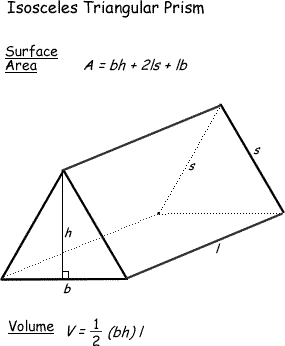 Isosceles Triangular Prism
Surface
Area A = bh + 2ls + lb
s
s
h
l
b
Volume V = 1/2 (bh) l